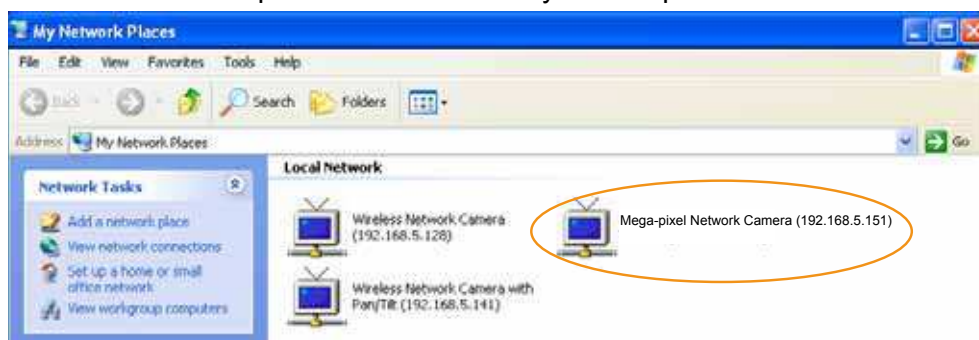 My Network Places
File Edit View Favorites Tools Help
Back Search Folders
Address My Network Places Go
Local Network
Network Tasks
Add a network place
View network connections
Set up a home or small
office network
View workgroup computers
Wireless Network Camera
(192.168.5.128)
Mega-pixel Network Camera (192.168.5.151)
Wireless Network Camera with
Pan/Tilt (192.168.5.141)